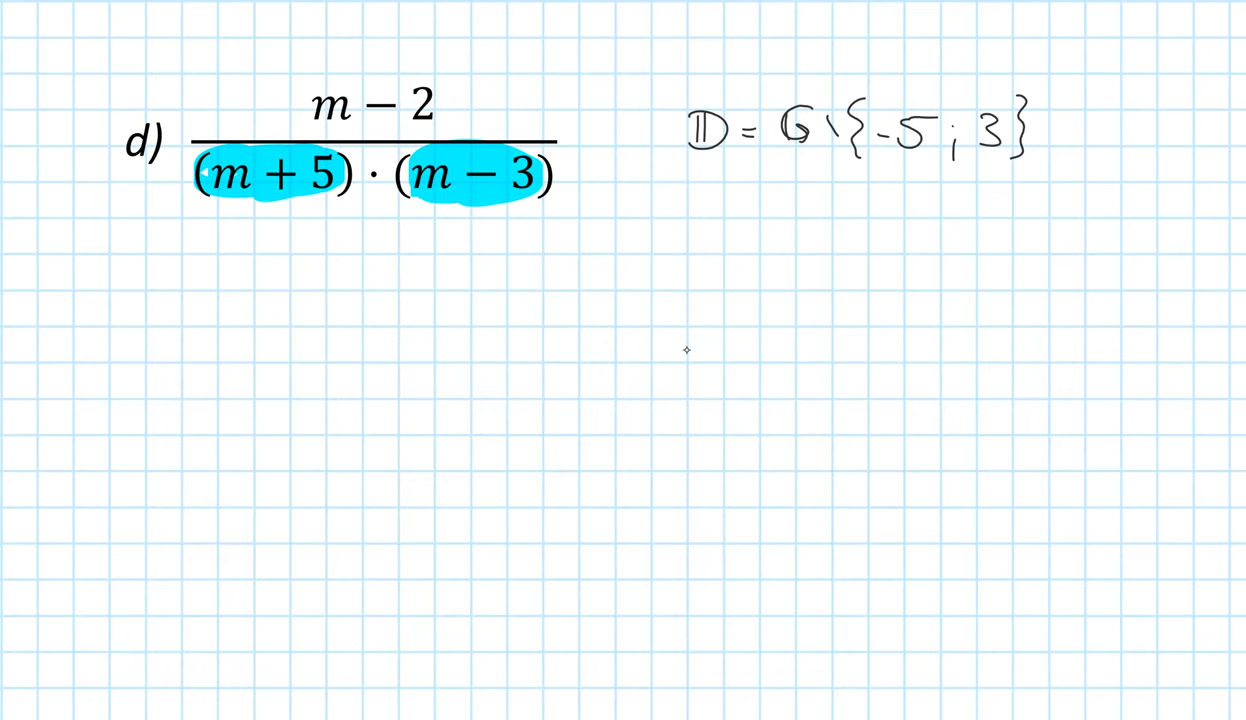 d) m − 2
(m + 5) · (m − 3)
𝔻 = G \ {-5 ; 3}